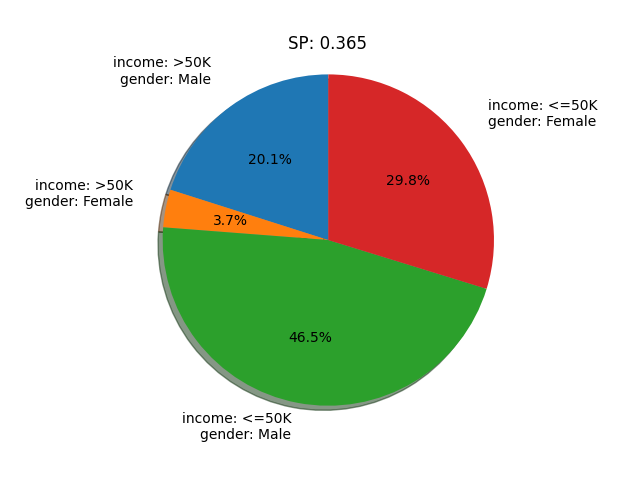 SP: 0.365
income: >50K
gender: Male
income: <=50K
gender: Female
20.1%
29.8%
income: >50K
gender: Female
3.7%
46.5%
income: <=50K
gender: Male